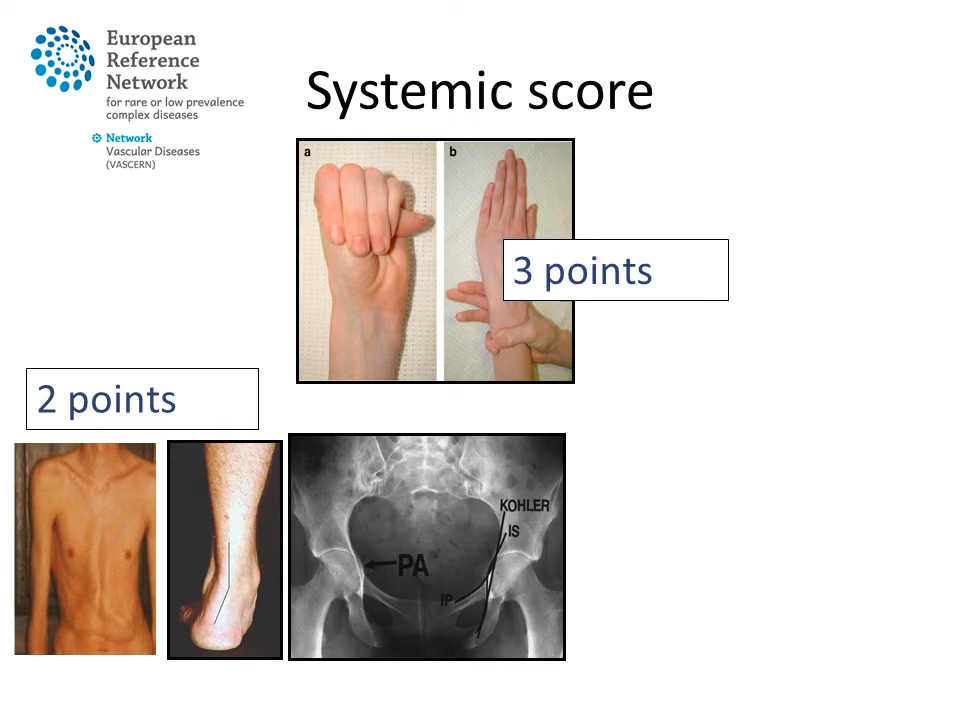 European
Reference
Network
for rare or low prevalence
complex diseases
Network
Vascular Diseases
(VASCERN)
Systemic score
a
b
3 points
2 points
KOHLER
IS
PA
IP